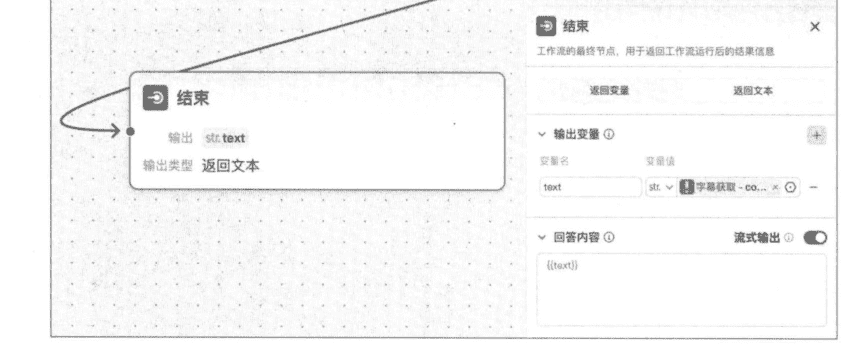 结束
输出 str. text
输出类型 返回文本
结束
工作流的最终节点，用于返回工作流运行后的结果信息
返回变量 返回文本
输出变量
变量名 变量值
text str. 字幕获取 - co...
回答内容 流式输出
{{text}}